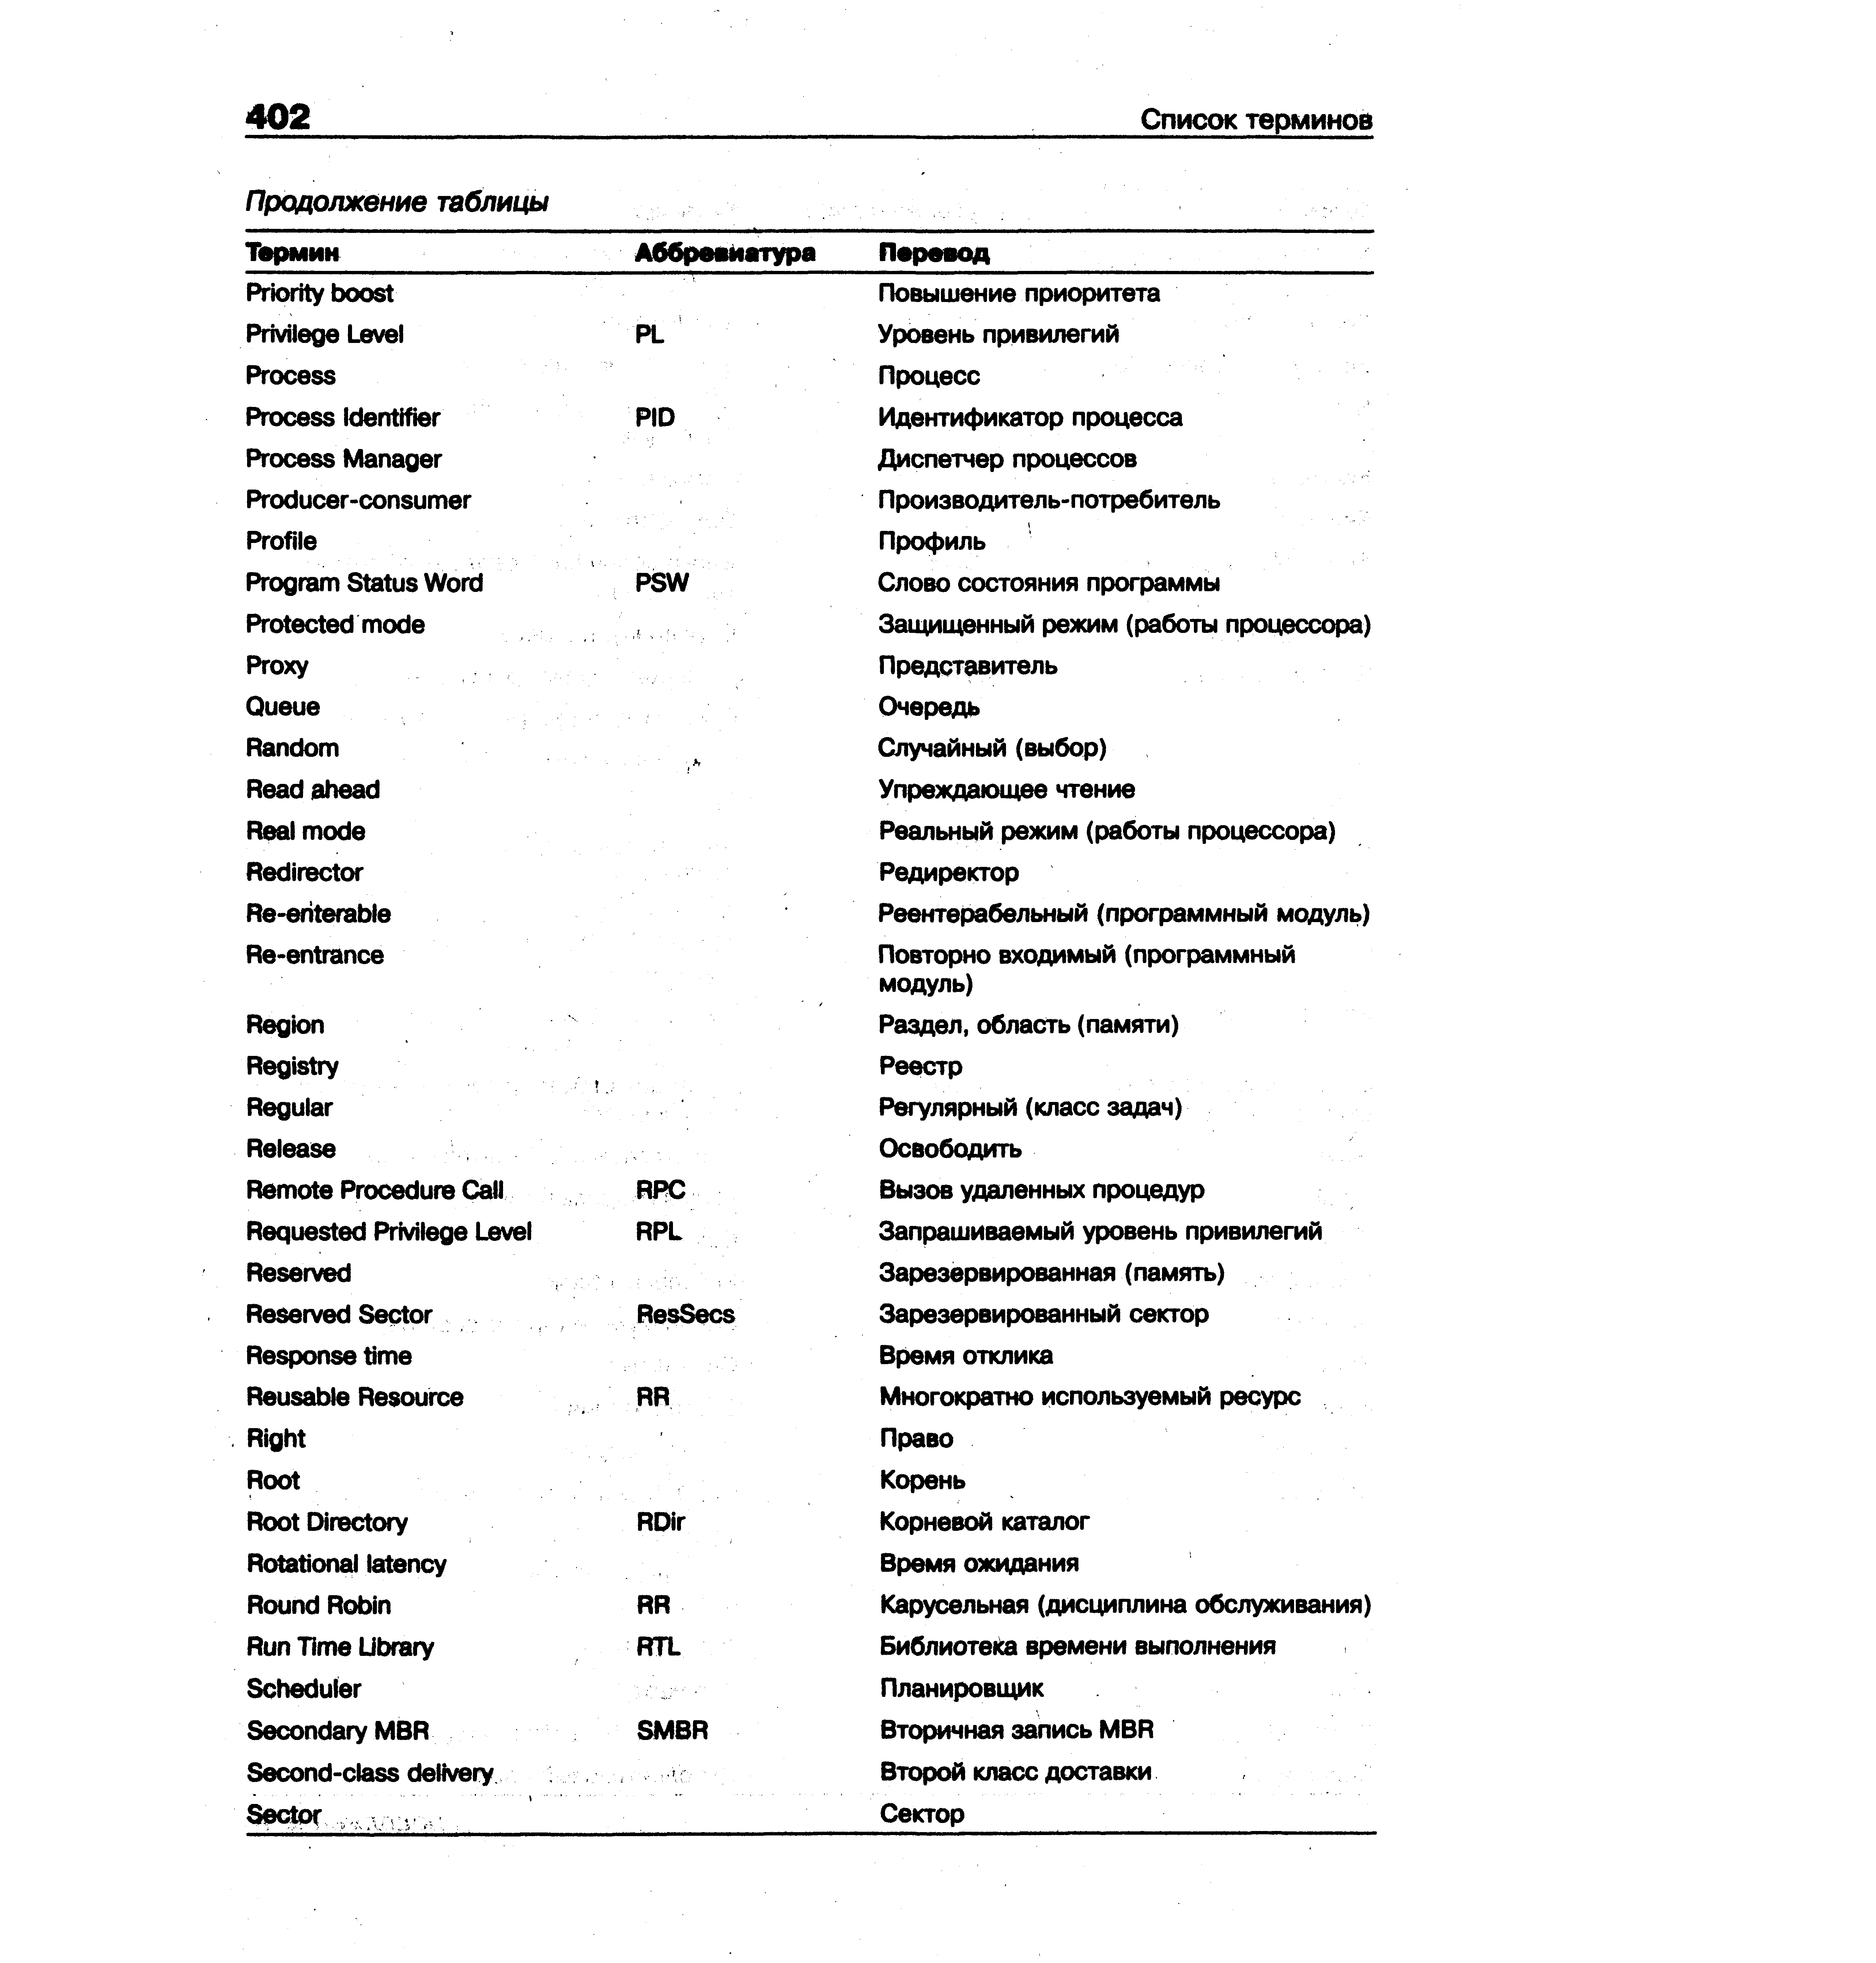 402 Список терминов
Продолжение таблицы
Термин Аббревиатура Перевод
Priority boost Повышение приоритета
Privilege Level PL Уровень привилегий
Process Процесс
Process Identifier PID Идентификатор процесса
Process Manager Диспетчер процессов
Producer-consumer Производитель-потребитель
Profile Профиль
Program Status Word PSW Слово состояния программы
Protected mode Защищенный режим (работы процессора)
Proxy Представитель
Queue Очередь
Random Случайный (выбор)
Read ahead Упреждающее чтение
Real mode Реальный режим (работы процессора)
Redirector Редиректор
Re-enterable Реентерабельный (программный модуль)
Re-entrance Повторно входимый (программный
модуль)
Region Раздел, область (памяти)
Registry Реестр
Regular Регулярный (класс задач)
Release Освободить
Remote Procedure Call RPC Вызов удаленных процедур
Requested Privilege Level RPL Запрашиваемый уровень привилегий
Reserved Зарезервированная (память)
Reserved Sector ResSecs Зарезервированный сектор
Response time Время отклика
Reusable Resource RR Многократно используемый ресурс
Right Право
Root Корень
Root Directory RDir Корневой каталог
Rotational latency Время ожидания
Round Robin RR Карусельная (дисциплина обслуживания)
Run Time Library RTL Библиотека времени выполнения
Scheduler Планировщик
Secondary MBR SMBR Вторичная запись MBR
Second-class delivery Второй класс доставки
Sector Сектор